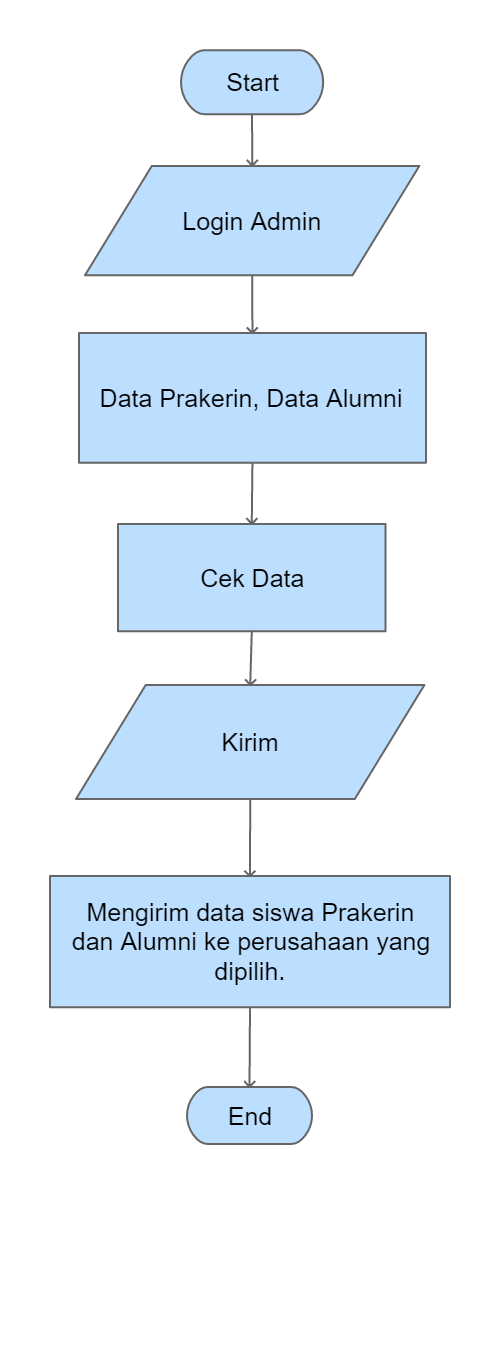 Start
Login Admin
Data Prakerin, Data Alumni
Cek Data
Kirim
Mengirim data siswa Prakerin
dan Alumni ke perusahaan yang
dipilih.
End